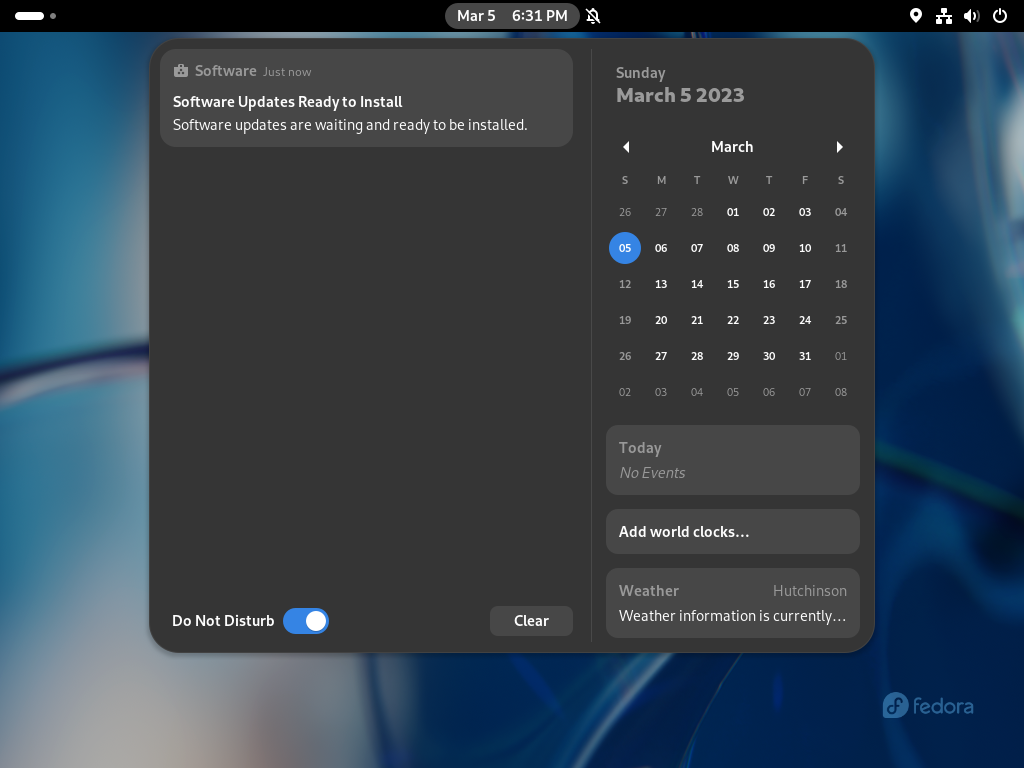 Mar 5 6:31 PM
Software Just now
Software Updates Ready to Install
Software updates are waiting and ready to be installed.
Do Not Disturb
Clear
Sunday
March 5 2023
March
S M T W T F S
26 27 28 01 02 03 04
05 06 07 08 09 10 11
12 13 14 15 16 17 18
19 20 21 22 23 24 25
26 27 28 29 30 31 01
02 03 04 05 06 07 08
Today
No Events
Add world clocks…
Weather Hutchinson
Weather information is currently…
fedora